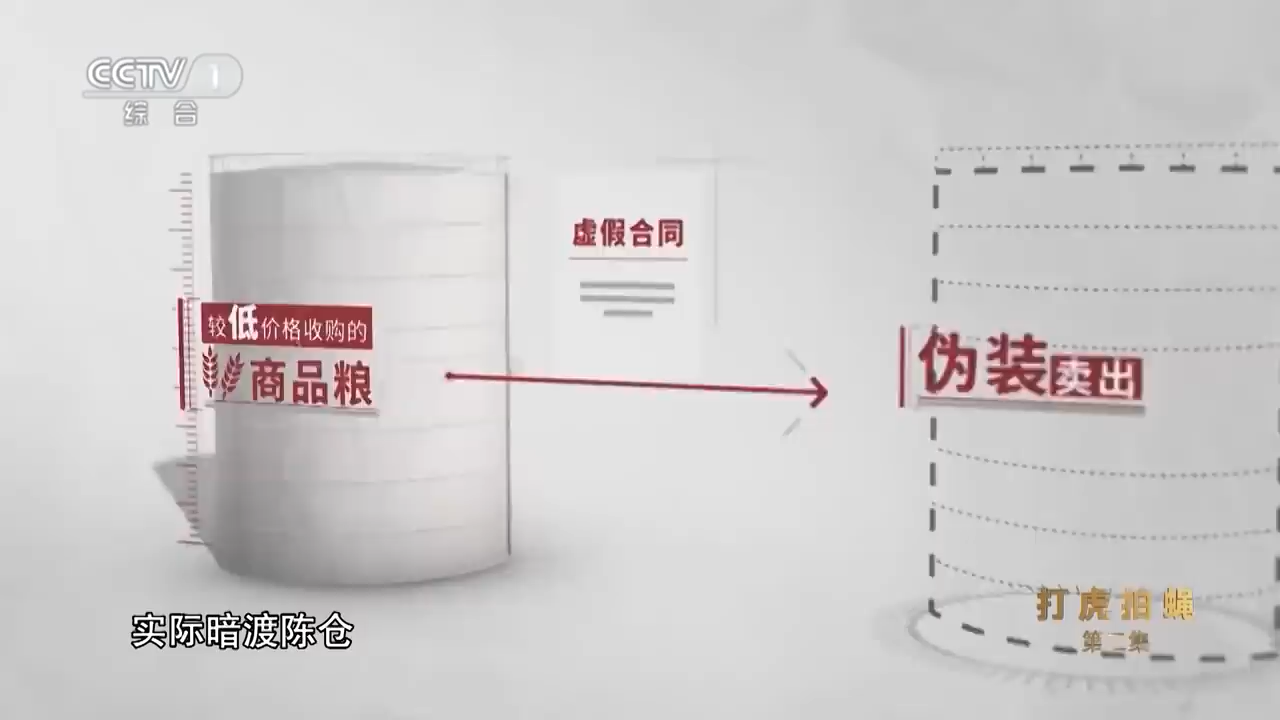 CCTV 1
综合
虚假合同
较低价格收购的
商品粮
伪装卖出
打虎拍蝇
第二集
实际暗渡陈仓